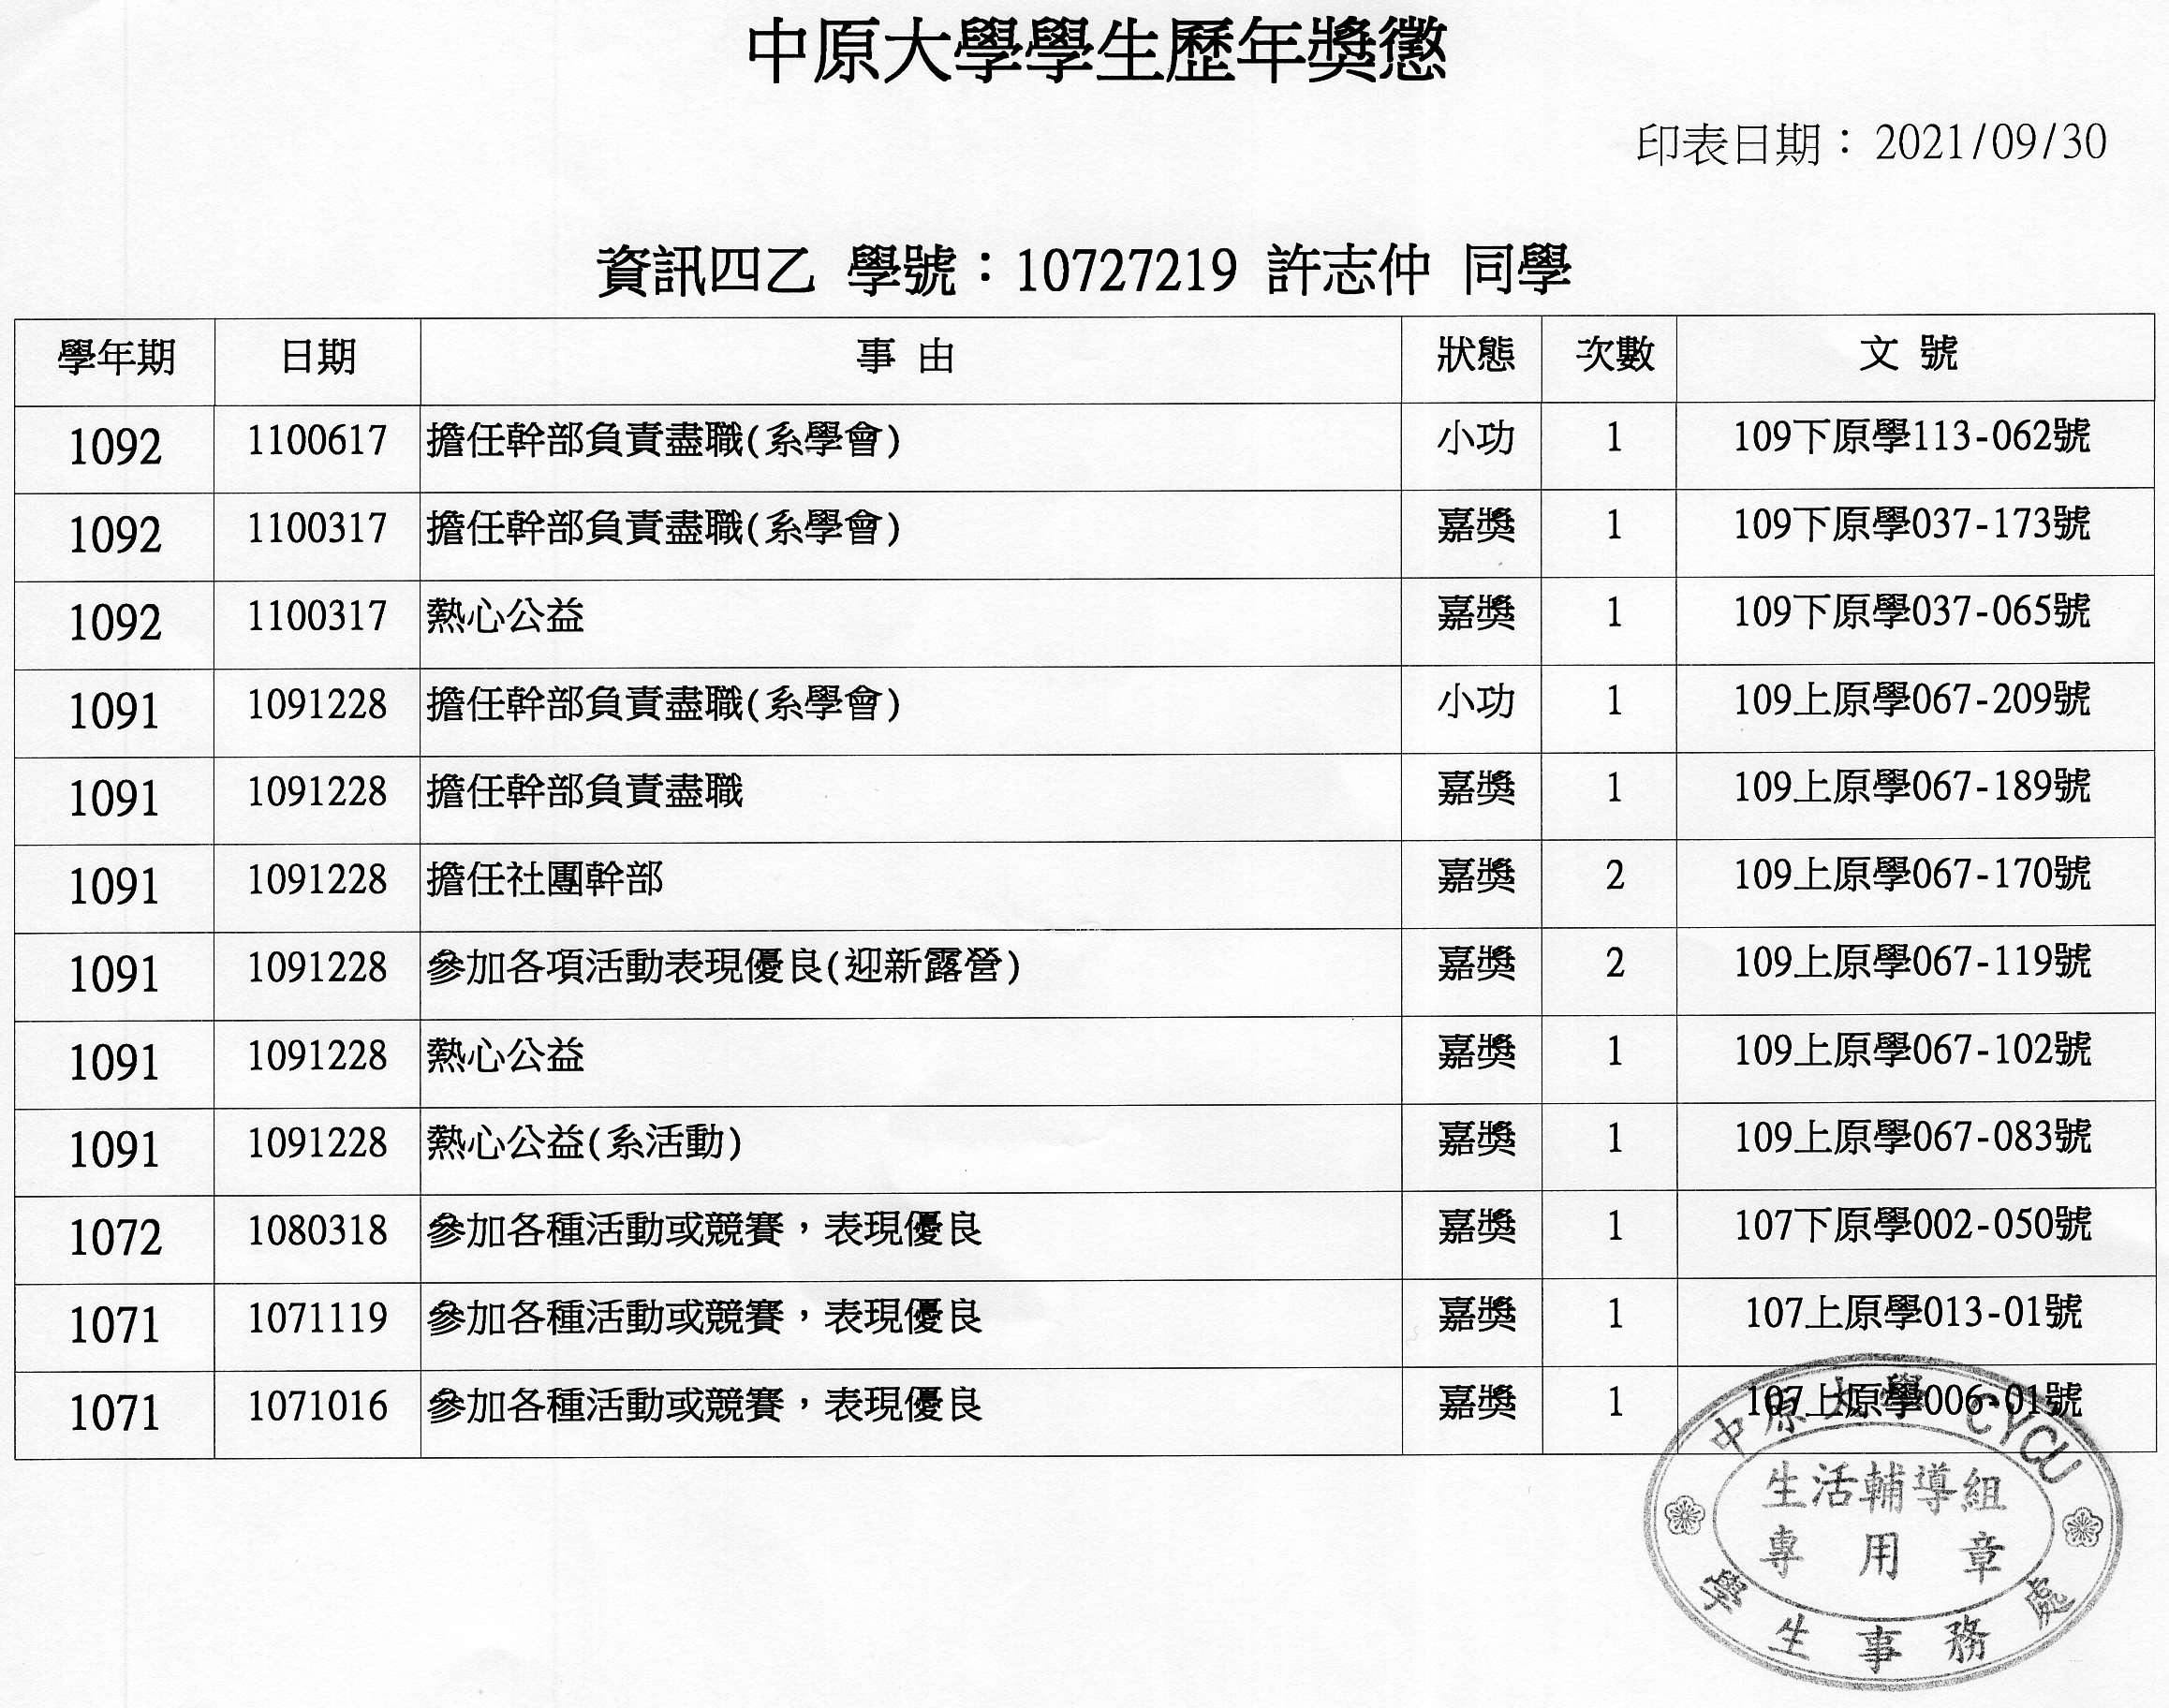 中原大學學生歷年獎懲
印表日期：2021/09/30
資訊四乙 學號：10727219 許志仲 同學
學年期 日期 事 由 狀態 次數 文 號
1092 1100617 擔任幹部負責盡職(系學會) 小功 1 109下原學113-062號
1092 1100317 擔任幹部負責盡職(系學會) 嘉獎 1 109下原學037-173號
1092 1100317 熱心公益 嘉獎 1 109下原學037-065號
1091 1091228 擔任幹部負責盡職(系學會) 小功 1 109上原學067-209號
1091 1091228 擔任幹部負責盡職 嘉獎 1 109上原學067-189號
1091 1091228 擔任社團幹部 嘉獎 2 109上原學067-170號
1091 1091228 參加各項活動表現優良(迎新露營) 嘉獎 2 109上原學067-119號
1091 1091228 熱心公益 嘉獎 1 109上原學067-102號
1091 1091228 熱心公益(系活動) 嘉獎 1 109上原學067-083號
1072 1080318 參加各種活動或競賽，表現優良 嘉獎 1 107下原學002-050號
1071 1071119 參加各種活動或競賽，表現優良 嘉獎 1 107上原學013-01號
1071 1071016 參加各種活動或競賽，表現優良 嘉獎 1 107上原學006-01號
中原大學 CYCU
生活輔導組
專用章
學生事務處